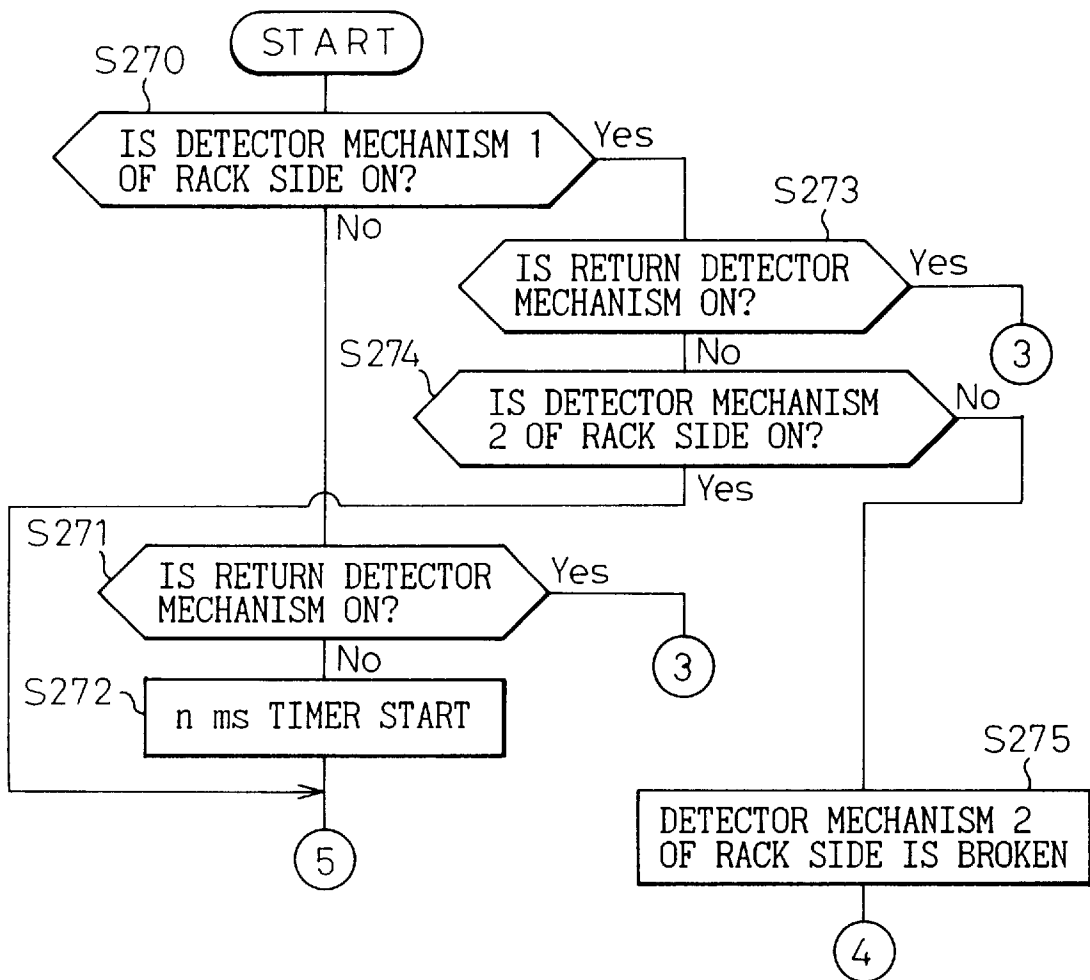 START
S270
IS DETECTOR MECHANISM 1
OF RACK SIDE ON?
Yes
No
S273
IS RETURN DETECTOR
MECHANISM ON?
Yes
3
No
S274
IS DETECTOR MECHANISM
2 OF RACK SIDE ON?
No
Yes
S271
IS RETURN DETECTOR
MECHANISM ON?
Yes
3
No
S272
n ms TIMER START
5
S275
DETECTOR MECHANISM 2
OF RACK SIDE IS BROKEN
4